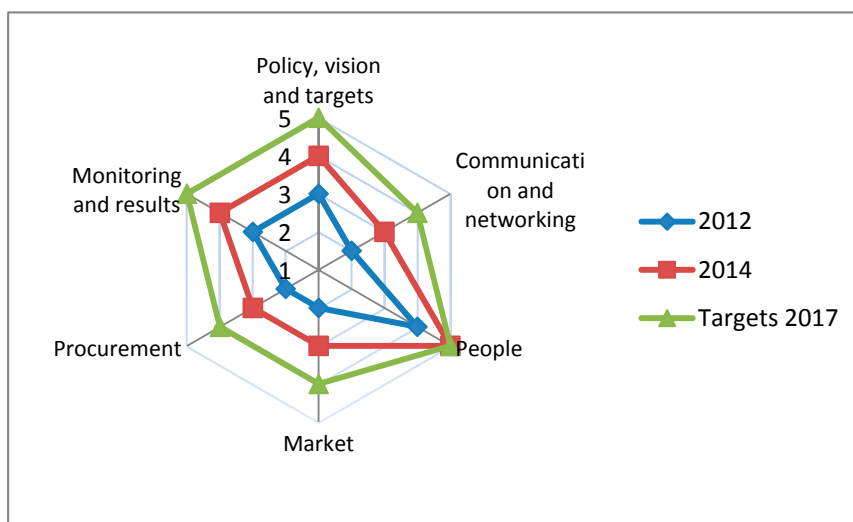 Policy, vision
and targets
5
4
3
2
1
Communicati
on and
networking
People
Market
Procurement
Monitoring
and results
2012
2014
Targets 2017